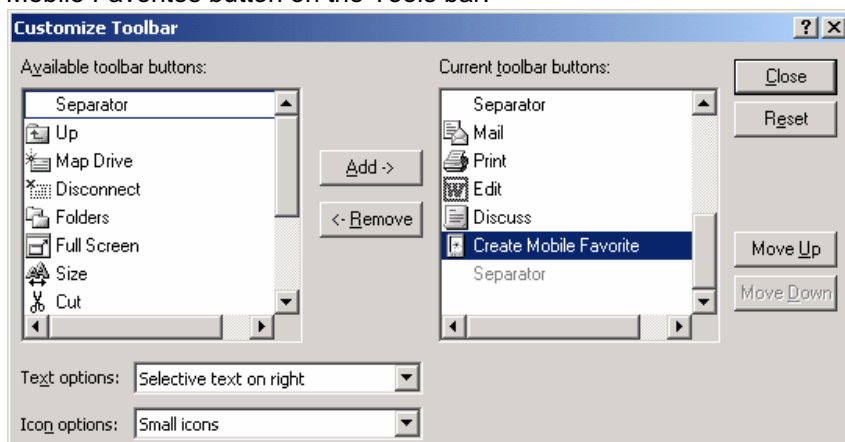 Mobile Favorites button on the Tools bar.
Customize Toolbar
Available toolbar buttons:
Separator
Up
Map Drive
Disconnect
Folders
Full Screen
Size
Cut
Add ->
<- Remove
Current toolbar buttons:
Separator
Mail
Print
Edit
Discuss
Create Mobile Favorite
Separator
Close
Reset
Move Up
Move Down
Text options: Selective text on right
Icon options: Small icons